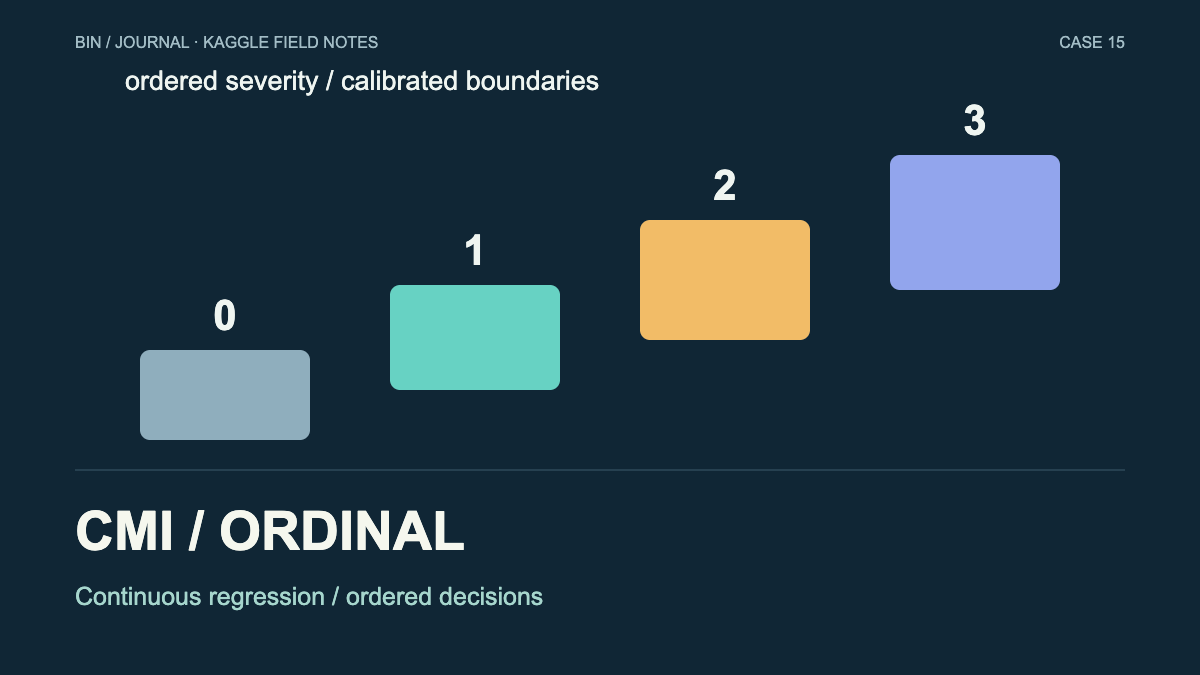 BIN / JOURNAL · KAGGLE FIELD NOTES
CASE 15
ordered severity / calibrated boundaries
3
2
1
0
CMI / ORDINAL
Continuous regression / ordered decisions